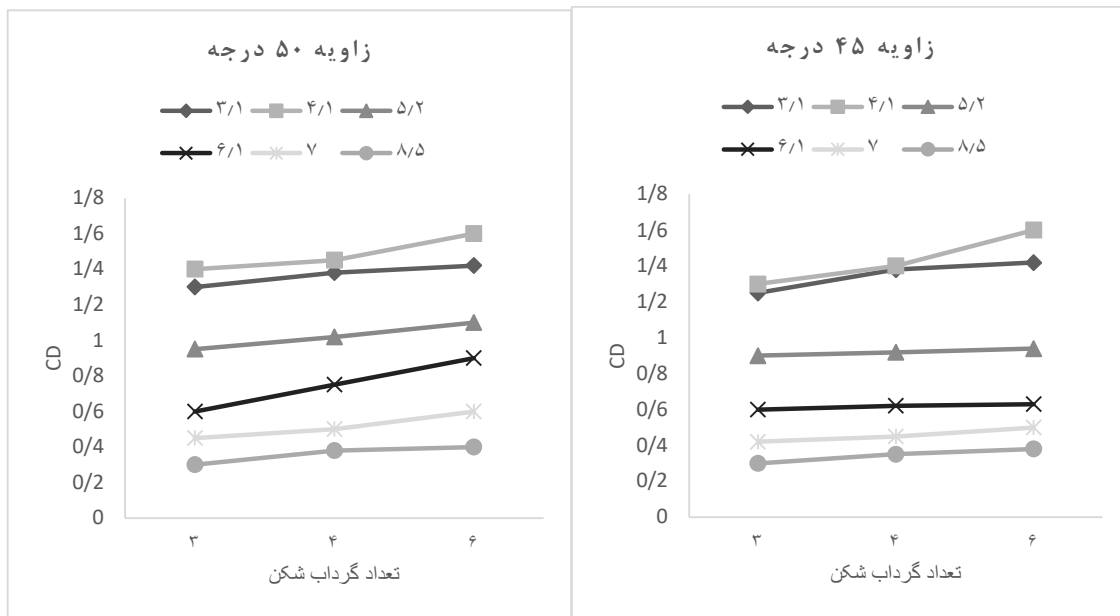 زاویه ۵۰ درجه
۳/۱ ۴/۱ ۵/۲
۶/۱ ۷ ۸/۵
1/8
1/6
1/4
1/2
1
0/8
0/6
0/4
0/2
0
CD
۳ ۴ ۶
تعداد گرداب شکن
زاویه ۴۵ درجه
۳/۱ ۴/۱ ۵/۲
۶/۱ ۷ ۸/۵
1/8
1/6
1/4
1/2
1
0/8
0/6
0/4
0/2
0
CD
۳ ۴ ۶
تعداد گرداب شکن